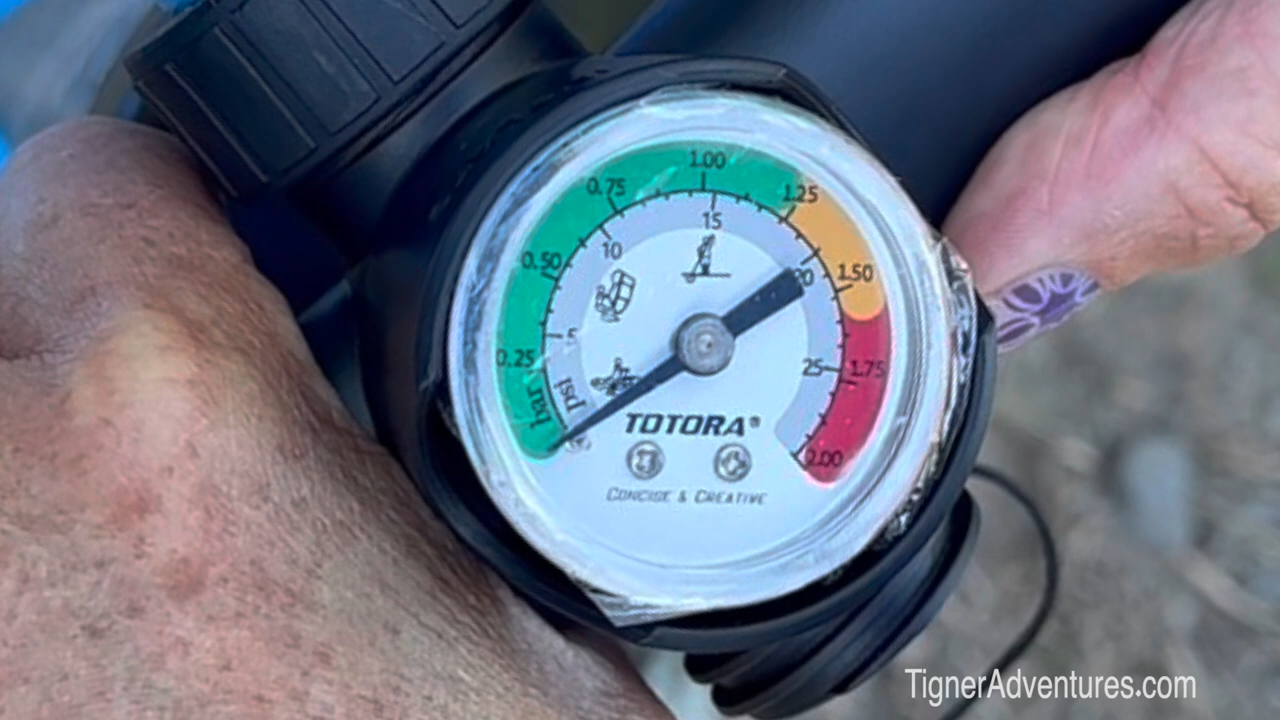 1.00
0.75
1.25
15
10
0.50
1.50
20
5
0.25
25
1.75
bar
psi
TOTORA®
2.00
CONCISE & CREATIVE
TignerAdventures.com